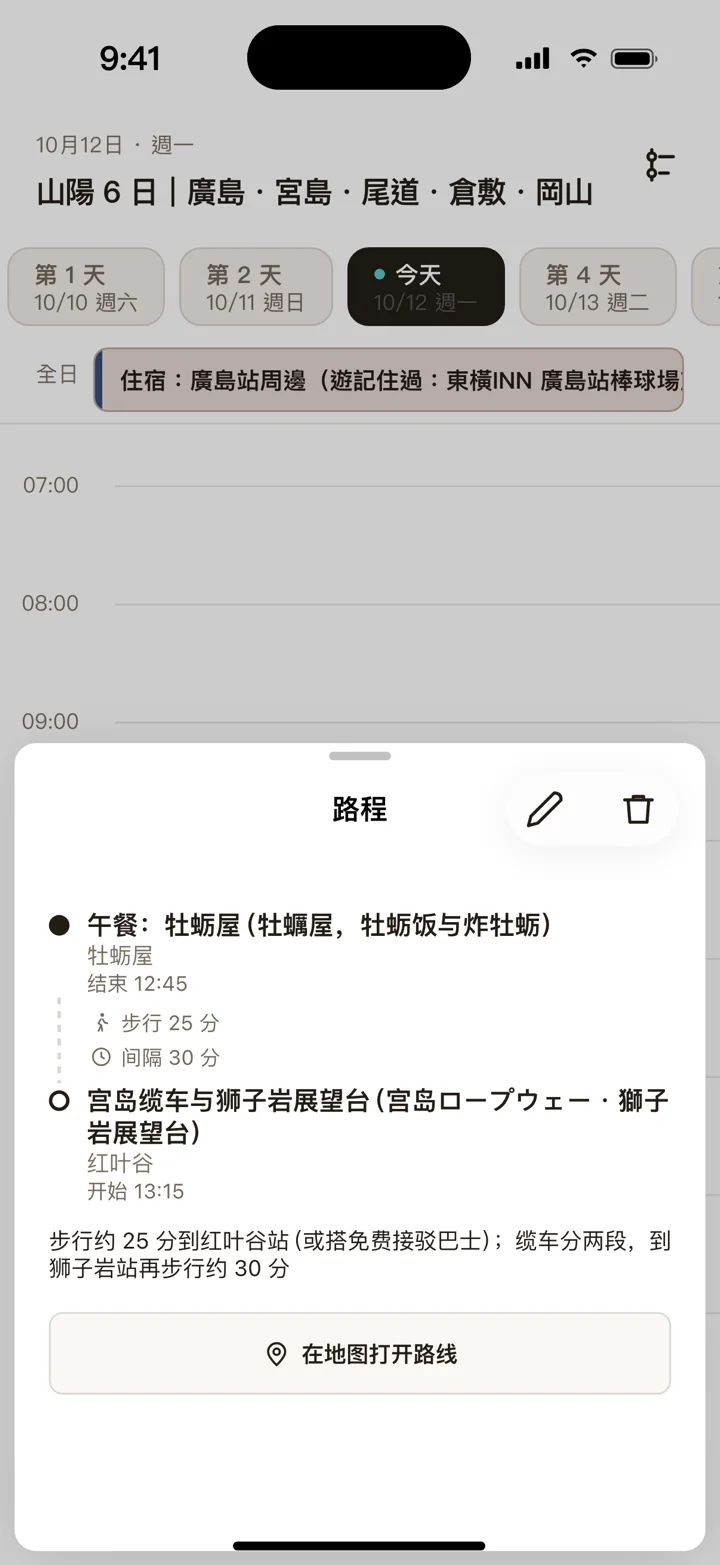 9:41
10月12日 · 週一
山陽 6 日 | 廣島 · 宮島 · 尾道 · 倉敷 · 岡山
第 1 天
10/10 週六
第 2 天
10/11 週日
今天
10/12 週一
第 4 天
10/13 週二
全日
住宿：廣島站周邊（遊記住過：東橫INN 廣島站棒球場
07:00
08:00
09:00
路程
午餐：牡蛎屋（牡蠣屋，牡蛎饭与炸牡蛎）
牡蛎屋
结束 12:45
步行 25 分
间隔 30 分
宫岛缆车与狮子岩展望台（宫岛ロープウェー · 獅子
岩展望台）
红叶谷
开始 13:15
步行约 25 分到红叶谷站（或搭免费接驳巴士）；缆车分两段，到
狮子岩站再步行约 30 分
在地图打开路线